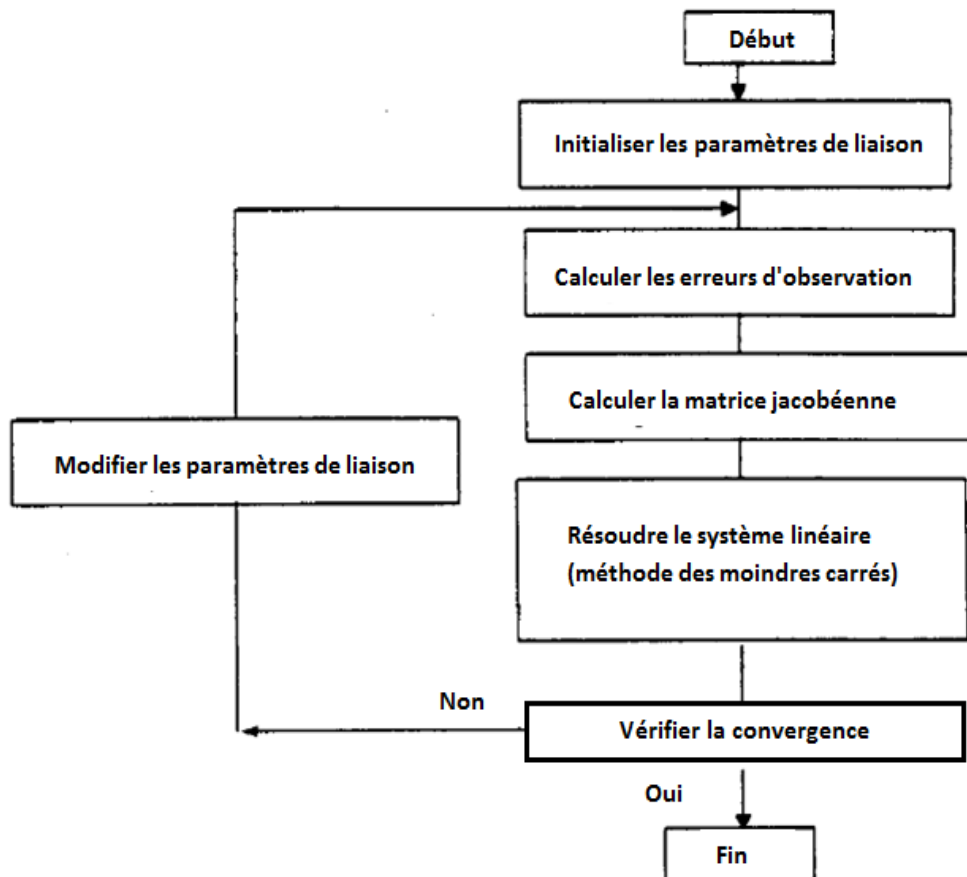 Début
Initialiser les paramètres de liaison
Calculer les erreurs d'observation
Calculer la matrice jacobéenne
Modifier les paramètres de liaison
Résoudre le système linéaire
(méthode des moindres carrés)
Non
Vérifier la convergence
Oui
Fin